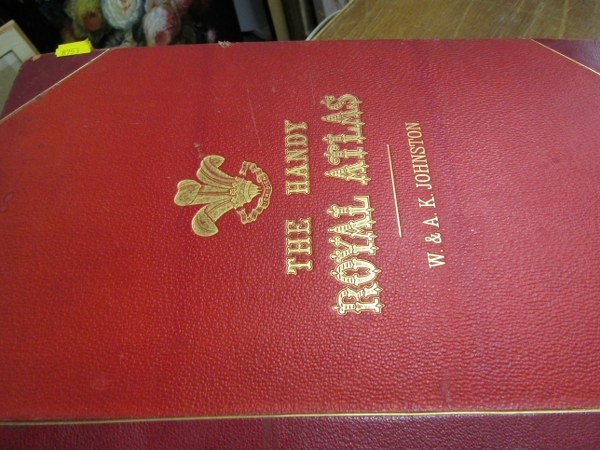 THE HANDY
ROYAL ATLAS
W. & A. K. JOHNSTON